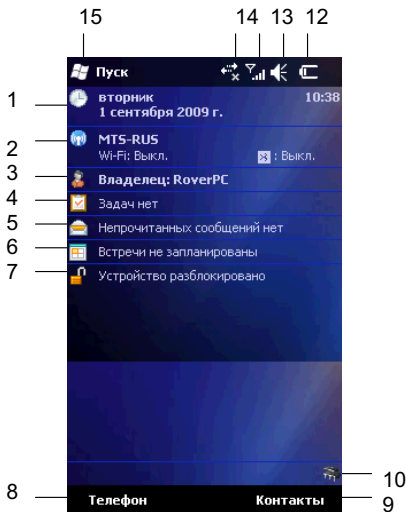 15 14 13 12
Пуск
1 вторник 10:38
1 сентября 2009 г.
2 MTS-RUS
Wi-Fi: Выкл. : Выкл.
3 Владелец: RoverPC
4 Задач нет
5 Непрочитанных сообщений нет
6 Встречи не запланированы
7 Устройство разблокировано
10
8 Телефон Контакты 9